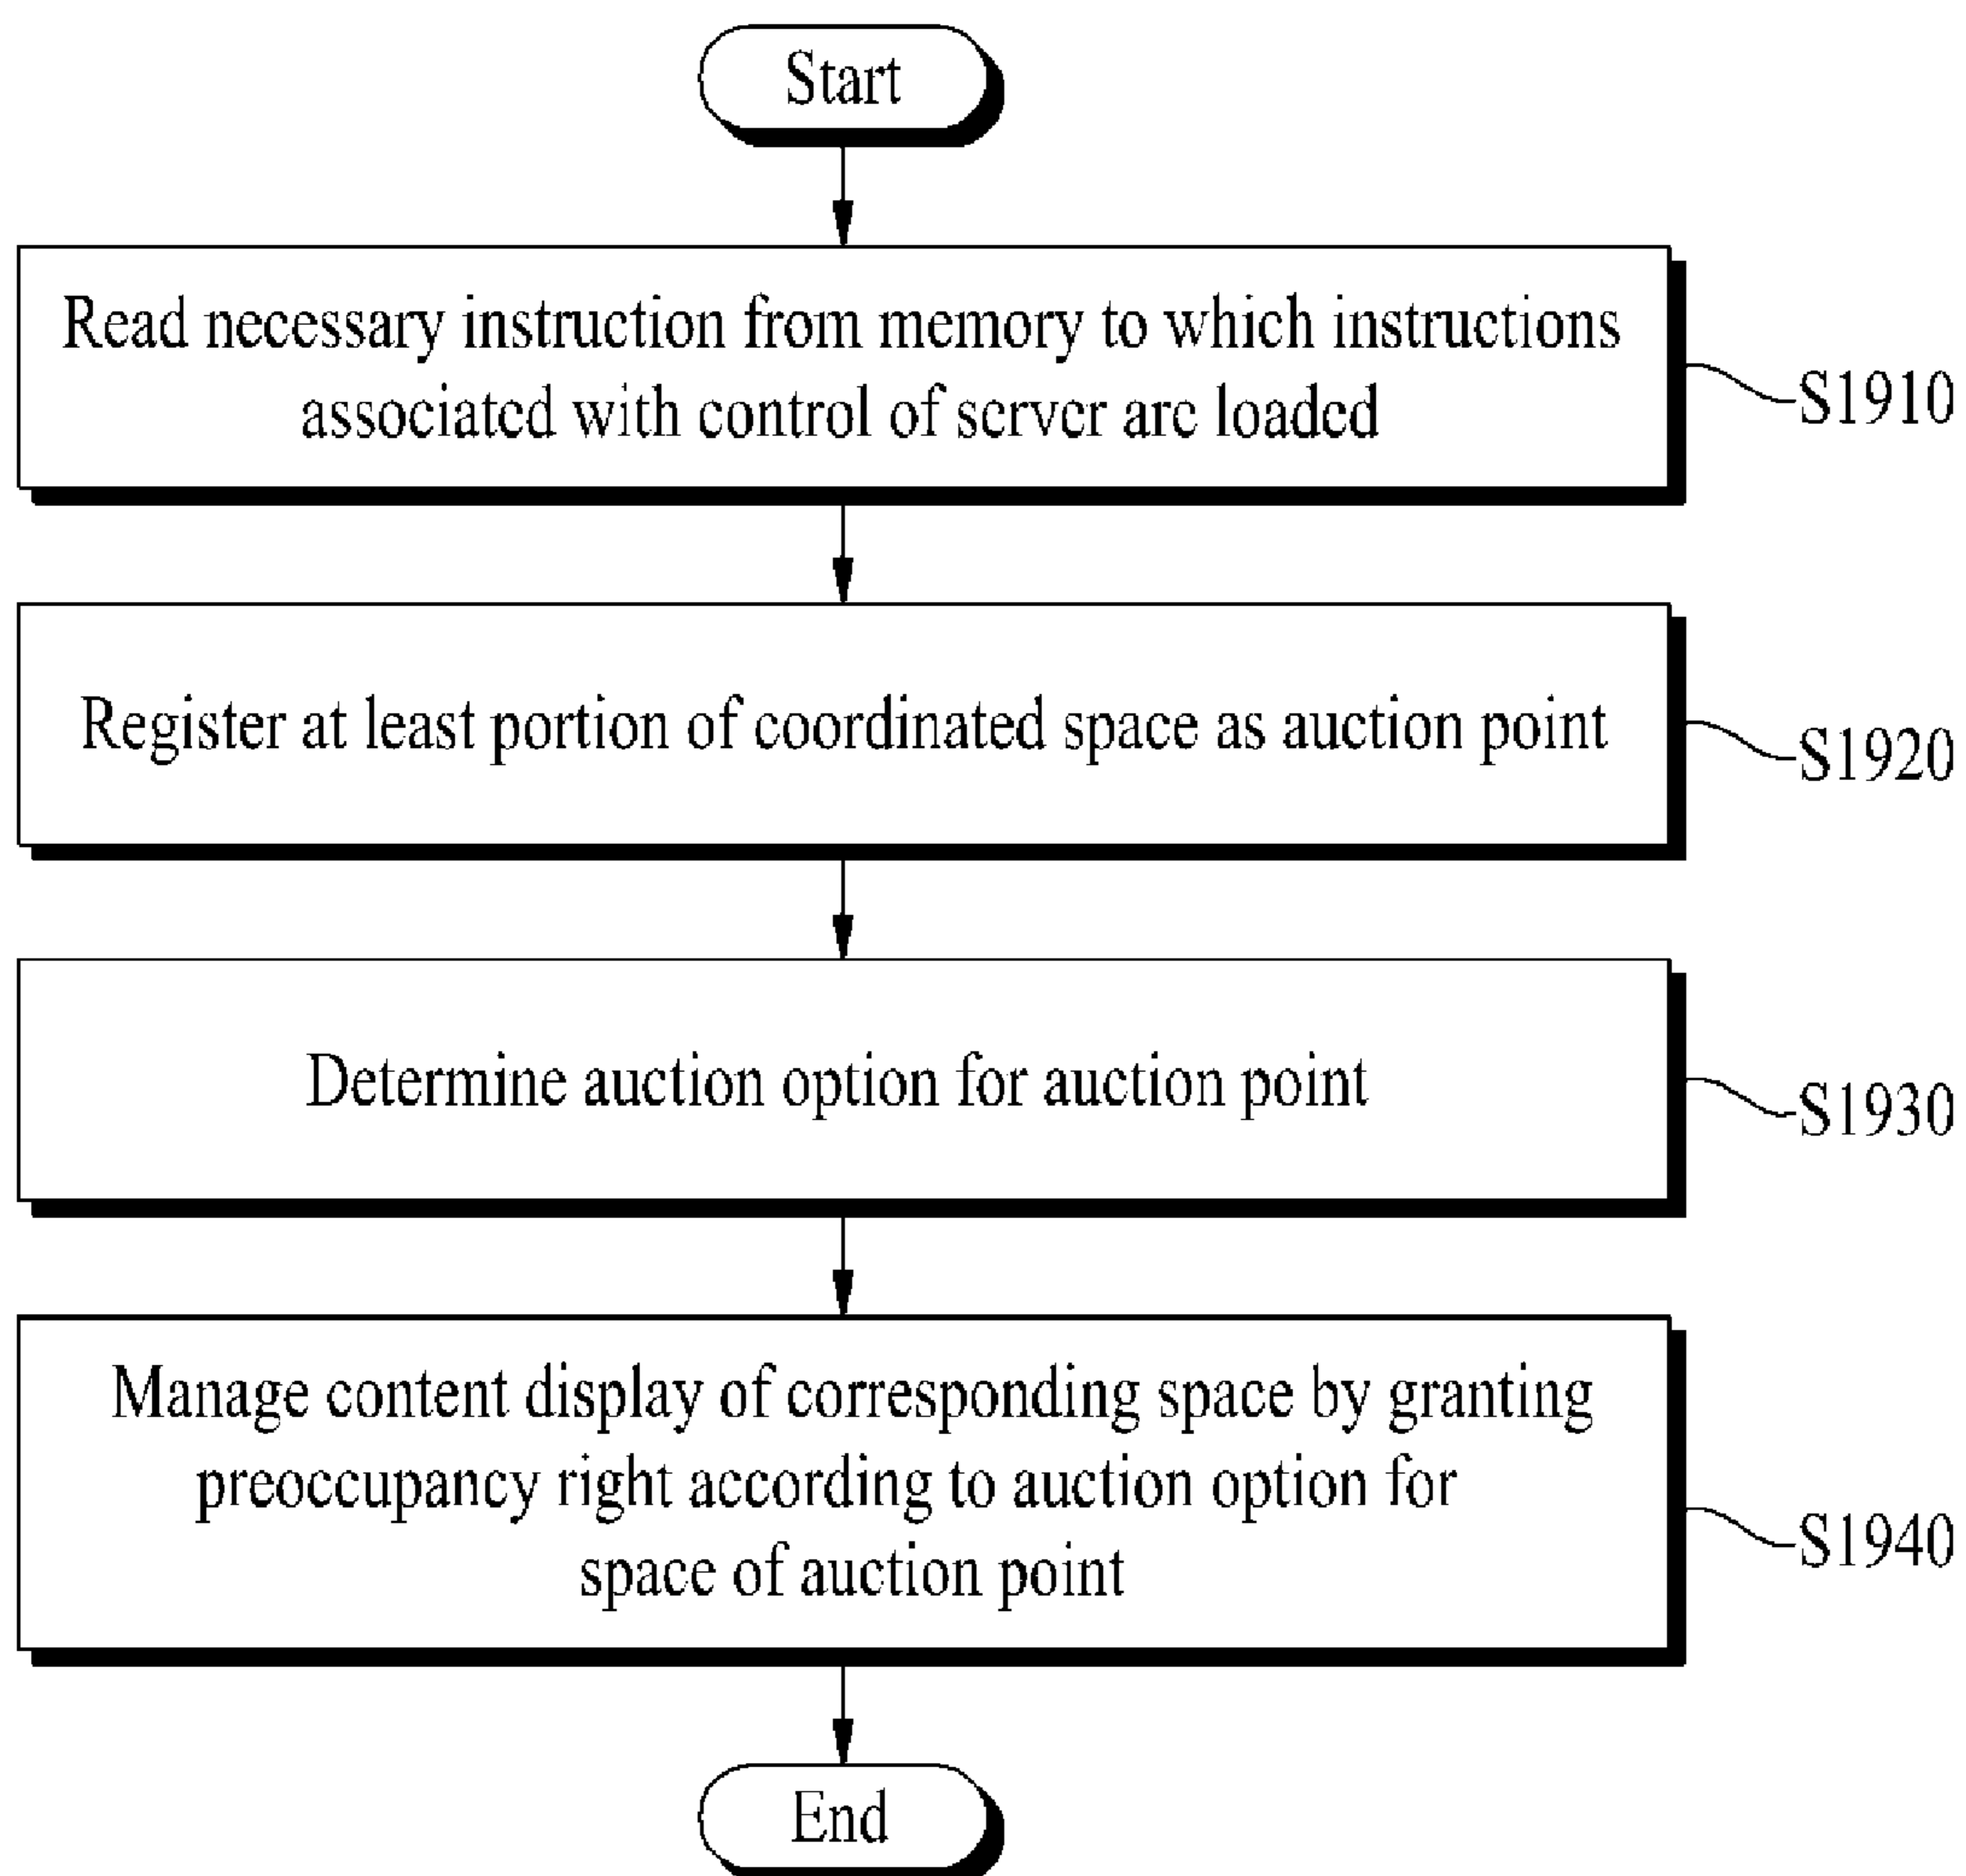 Start
Read necessary instruction from memory to which instructions
associated with control of server are loaded
S1910
Register at least portion of coordinated space as auction point
S1920
Determine auction option for auction point
S1930
Manage content display of corresponding space by granting
preoccupancy right according to auction option for
space of auction point
S1940
End